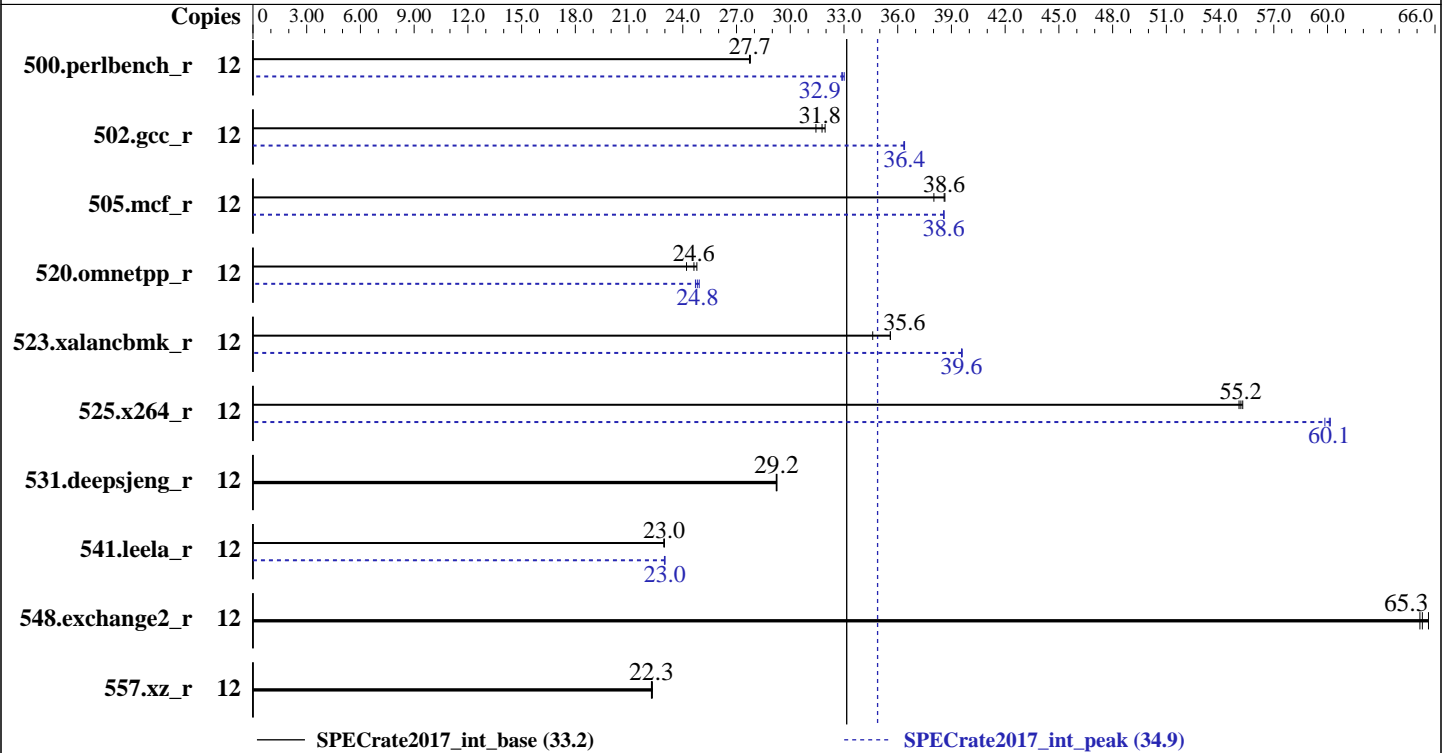 Copies 0 3.00 6.00 9.00 12.0 15.0 18.0 21.0 24.0 27.0 30.0 33.0 36.0 39.0 42.0 45.0 48.0 51.0 54.0 57.0 60.0 66.0
27.7
500.perlbench_r 12
32.9
31.8
502.gcc_r 12
36.4
38.6
505.mcf_r 12
38.6
24.6
520.omnetpp_r 12
24.8
35.6
523.xalancbmk_r 12
39.6
55.2
525.x264_r 12
60.1
29.2
531.deepsjeng_r 12
23.0
541.leela_r 12
23.0
65.3
548.exchange2_r 12
22.3
557.xz_r 12
SPECrate2017_int_base (33.2) SPECrate2017_int_peak (34.9)